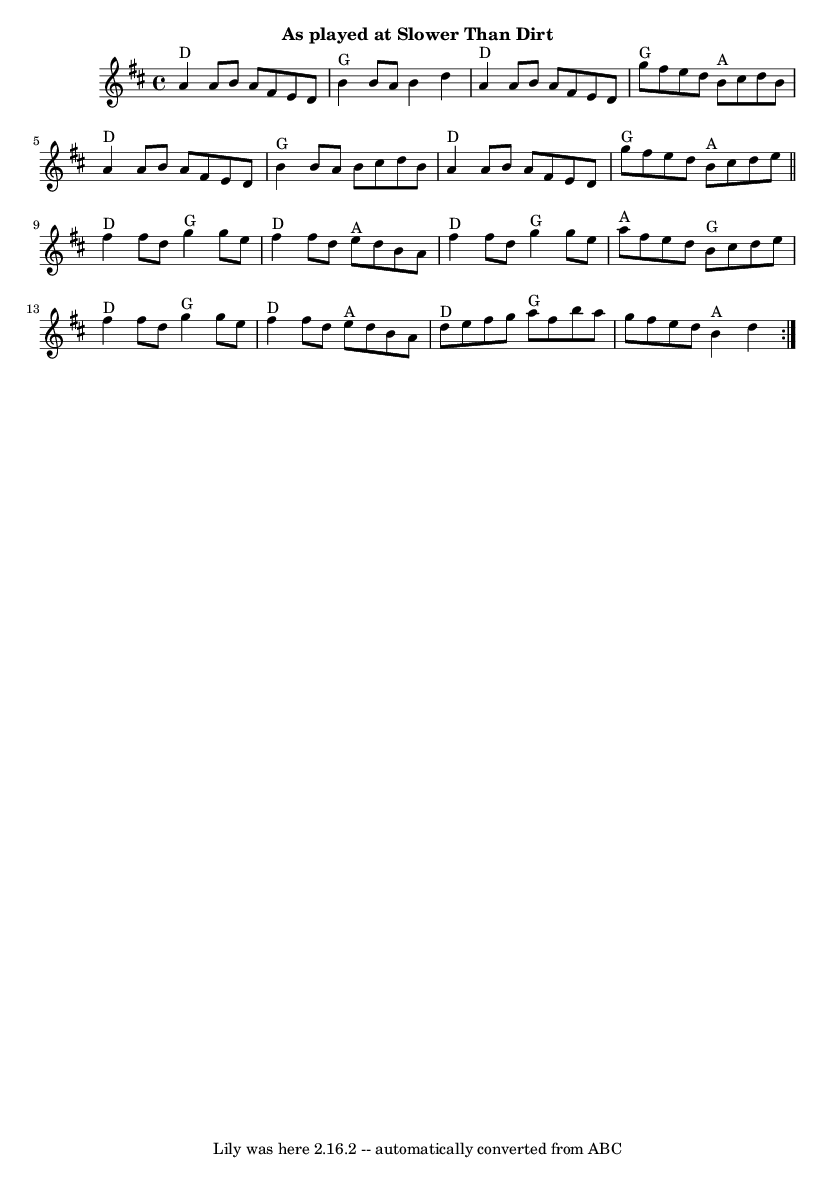 As played at Slower Than Dirt
D G D G A
5 D G D G A
9 D G D A D G A G
13 D G D A D G A
Lily was here 2.16.2 -- automatically converted from ABC